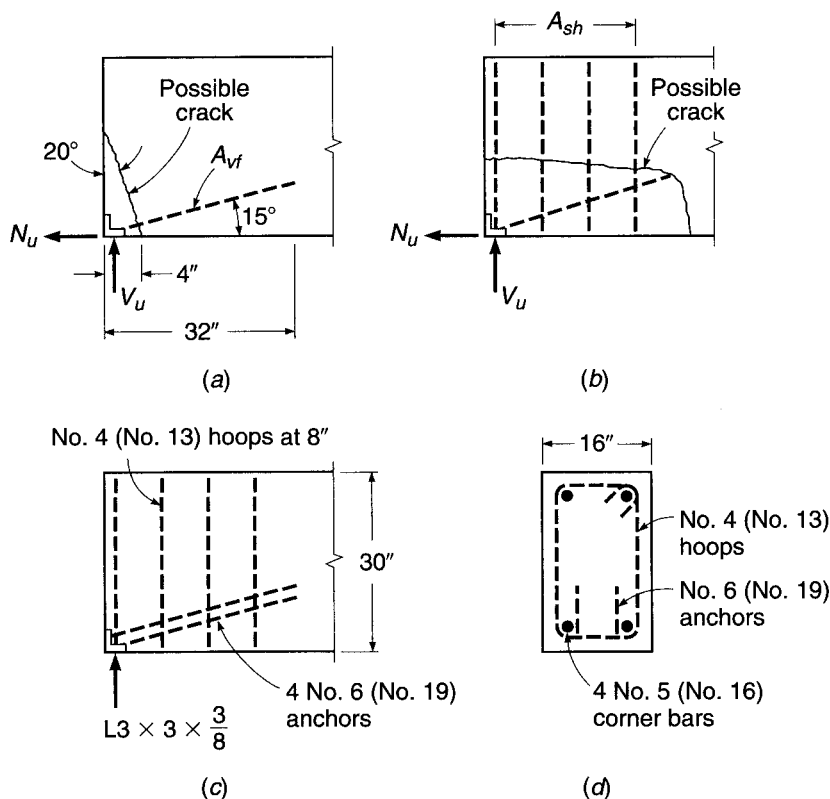 Possible
crack
20°
A_vf
15°
N_u
V_u
4"
32"
(a)
A_sh
Possible
crack
N_u
V_u
(b)
No. 4 (No. 13) hoops at 8"
30"
4 No. 6 (No. 19)
anchors
L3 × 3 × 3/8
(c)
16"
No. 4 (No. 13)
hoops
No. 6 (No. 19)
anchors
4 No. 5 (No. 16)
corner bars
(d)